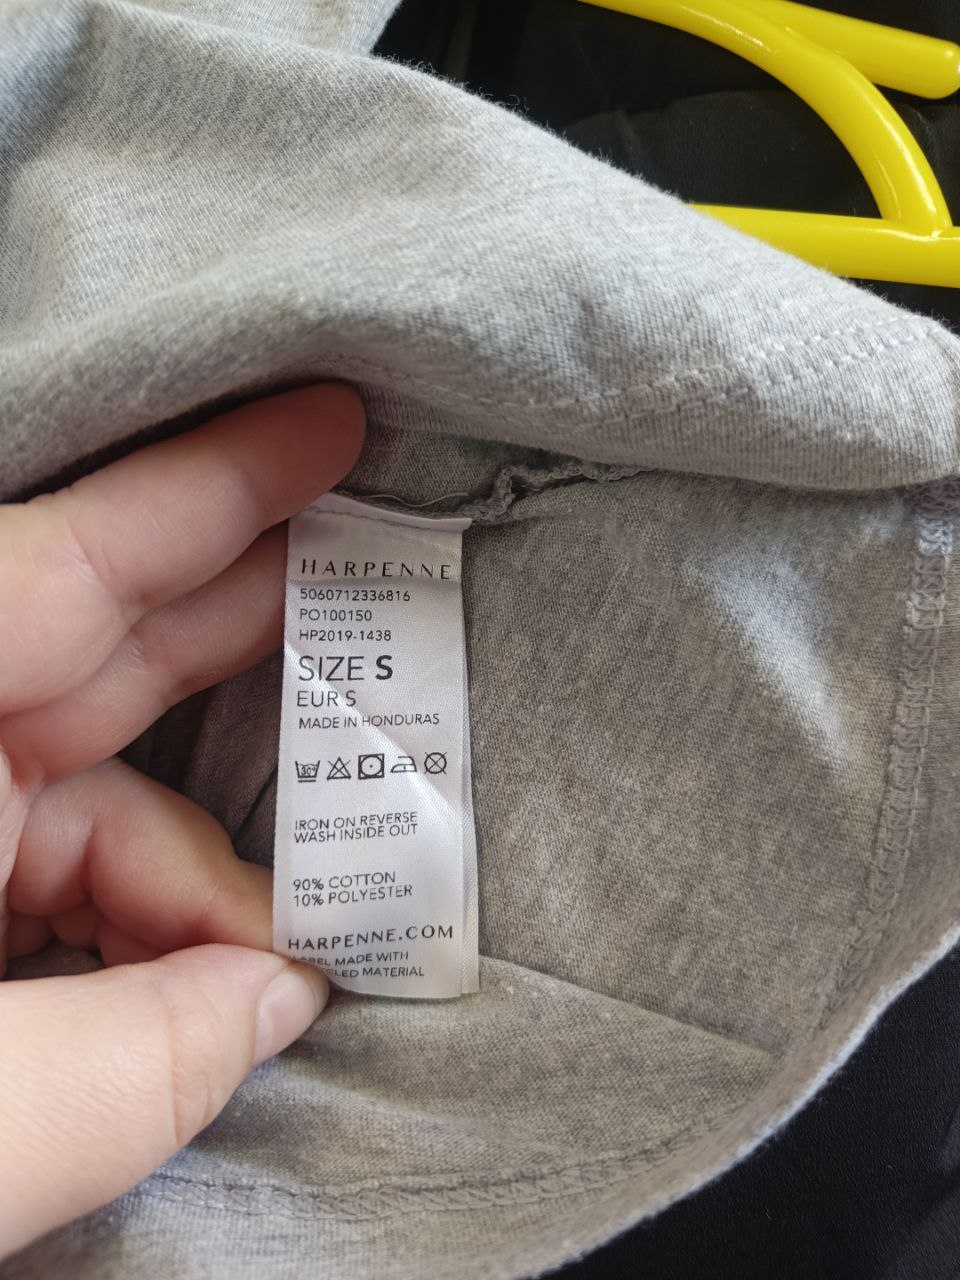 HARPENNE
5060712336816
PO100150
HP2019-1438
SIZE S
EUR S
MADE IN HONDURAS
30°
IRON ON REVERSE
WASH INSIDE OUT
90% COTTON
10% POLYESTER
HARPENNE.COM
LABEL MADE WITH
MATERIAL